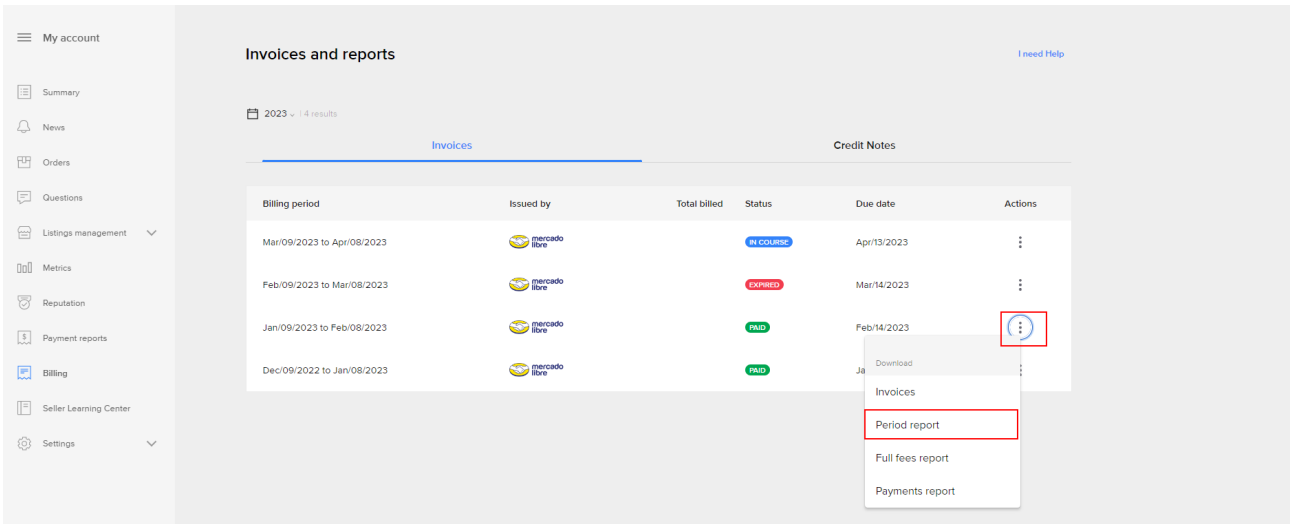 My account
Summary
News
Orders
Questions
Listings management
Metrics
Reputation
Payment reports
Billing
Seller Learning Center
Settings
Invoices and reports
I need Help
2023 | 4 results
Invoices Credit Notes
Billing period Issued by Total billed Status Due date Actions
Mar/09/2023 to Apr/08/2023 mercado libre IN COURSE Apr/13/2023
Feb/09/2023 to Mar/08/2023 mercado libre EXPIRED Mar/14/2023
Jan/09/2023 to Feb/08/2023 mercado libre PAID Feb/14/2023
Dec/09/2022 to Jan/08/2023 mercado libre PAID Ja
Download
Invoices
Period report
Full fees report
Payments report